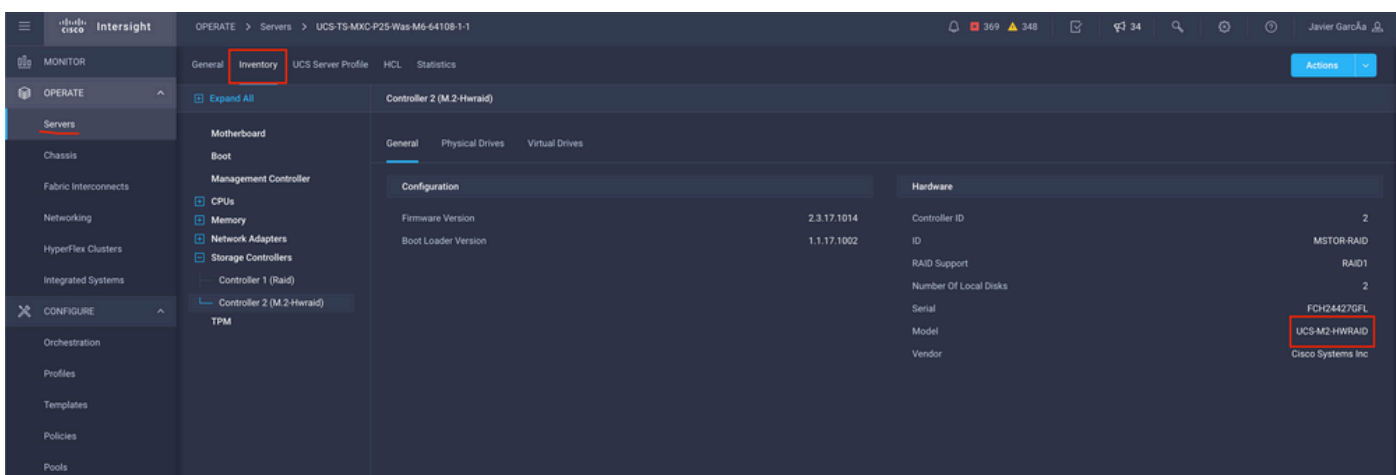 cisco Intersight
OPERATE > Servers > UCS-TS-MXC-P25-Was-M6-64108-1-1
369 348 34 Javier GarcÃa
MONITOR
OPERATE
Servers
Chassis
Fabric Interconnects
Networking
HyperFlex Clusters
Integrated Systems
CONFIGURE
Orchestration
Profiles
Templates
Policies
Pools
General Inventory UCS Server Profile HCL Statistics
Actions
Expand All
Motherboard
Boot
Management Controller
CPUs
Memory
Network Adapters
Storage Controllers
Controller 1 (Raid)
Controller 2 (M.2-Hwraid)
TPM
Controller 2 (M.2-Hwraid)
General Physical Drives Virtual Drives
Configuration
Firmware Version 2.3.17.1014
Boot Loader Version 1.1.17.1002
Hardware
Controller ID 2
ID MSTOR-RAID
RAID Support RAID1
Number Of Local Disks 2
Serial FCH24427GFL
Model UCS-M2-HWRAID
Vendor Cisco Systems Inc